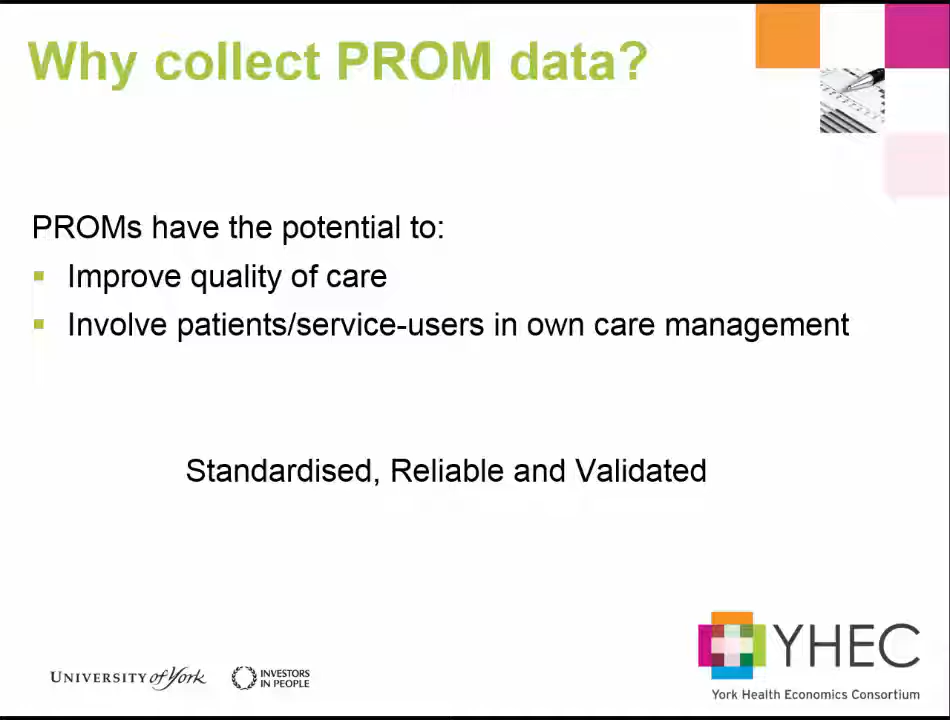 Why collect PROM data?
PROMs have the potential to:
Improve quality of care
Involve patients/service-users in own care management
Standardised, Reliable and Validated
UNIVERSITY of York
INVESTORS
IN PEOPLE
YHEC
York Health Economics Consortium